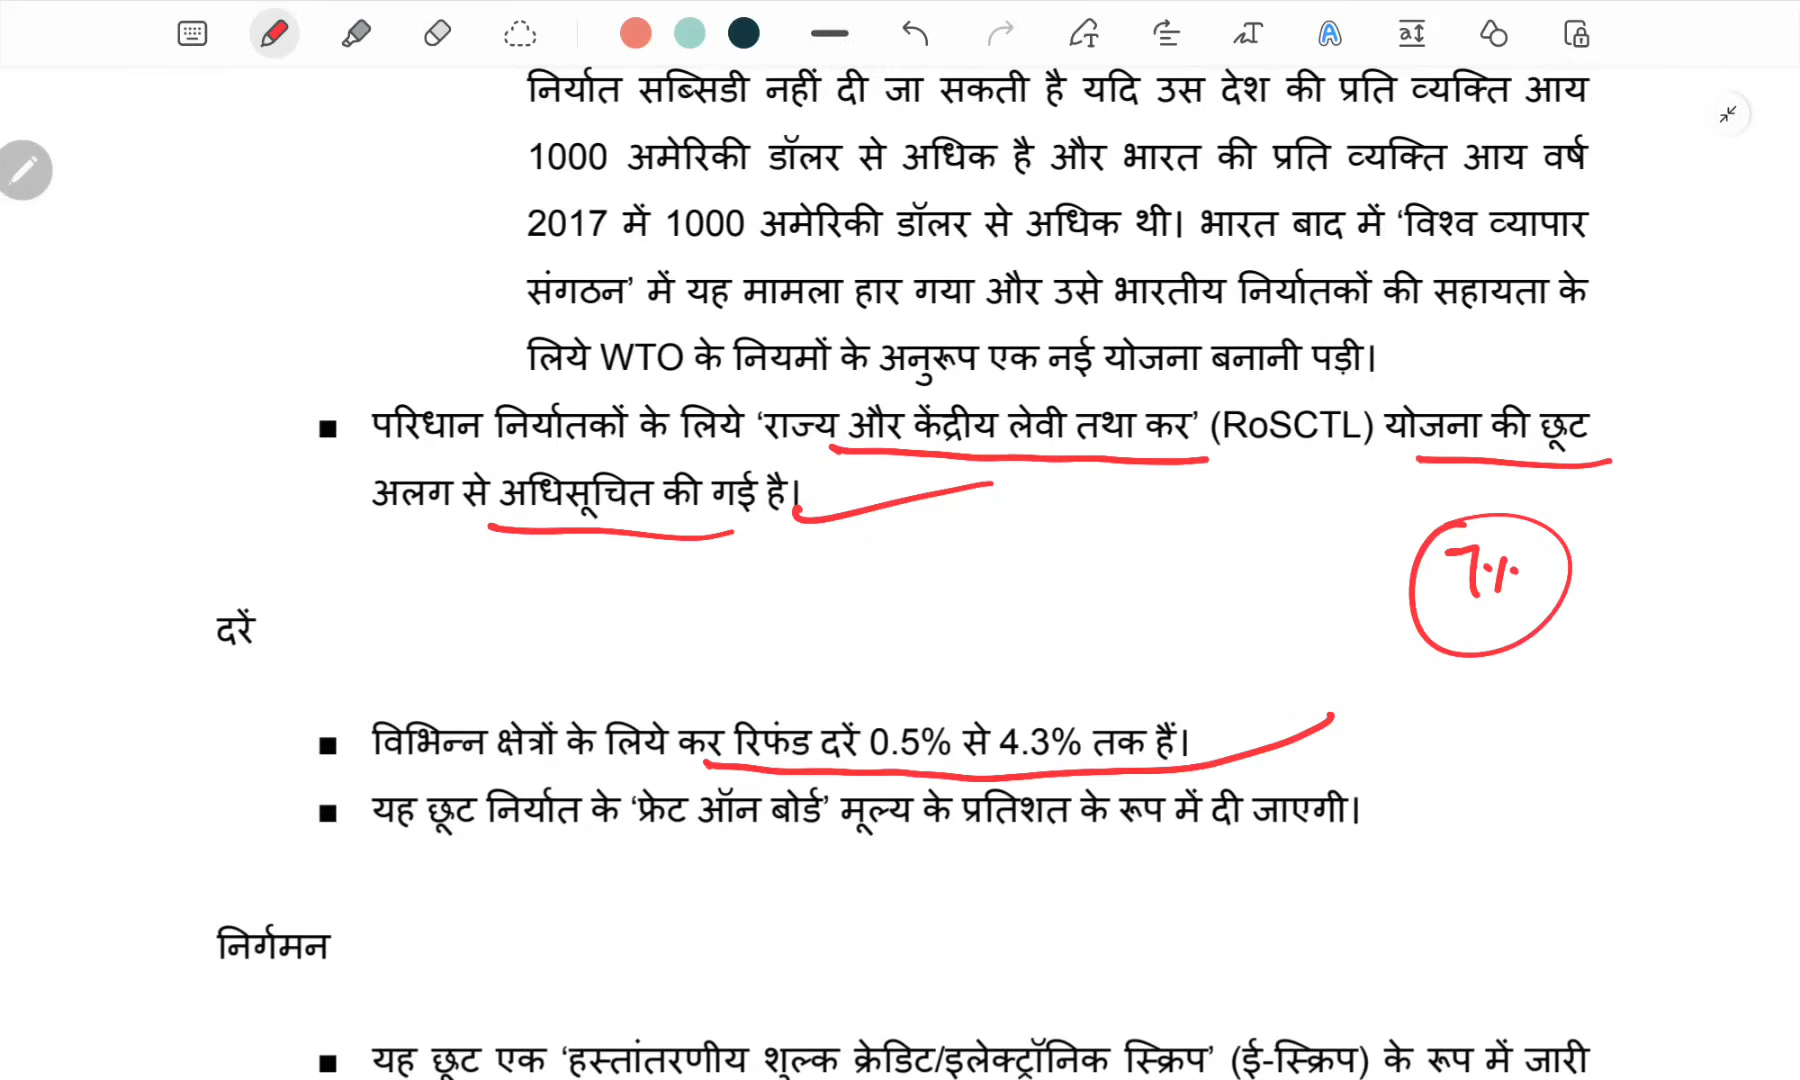 निर्यात सब्सिडी नहीं दी जा सकती है यदि उस देश की प्रति व्यक्ति आय
1000 अमेरिकी डॉलर से अधिक है और भारत की प्रति व्यक्ति आय वर्ष
2017 में 1000 अमेरिकी डॉलर से अधिक थी। भारत बाद में ‘विश्व व्यापार
संगठन’ में यह मामला हार गया और उसे भारतीय निर्यातकों की सहायता के
लिये WTO के नियमों के अनुरूप एक नई योजना बनानी पड़ी।
■ परिधान निर्यातकों के लिये ‘राज्य और केंद्रीय लेवी तथा कर’ (RoSCTL) योजना की छूट
अलग से अधिसूचित की गई है।
7%
दरें
■ विभिन्न क्षेत्रों के लिये कर रिफंड दरें 0.5% से 4.3% तक हैं।
■ यह छूट निर्यात के ‘फ्रेट ऑन बोर्ड’ मूल्य के प्रतिशत के रूप में दी जाएगी।
निर्गमन
■ यह छूट एक ‘हस्तांतरणीय शुल्क क्रेडिट/इलेक्ट्रॉनिक स्क्रिप’ (ई-स्क्रिप) के रूप में जारी